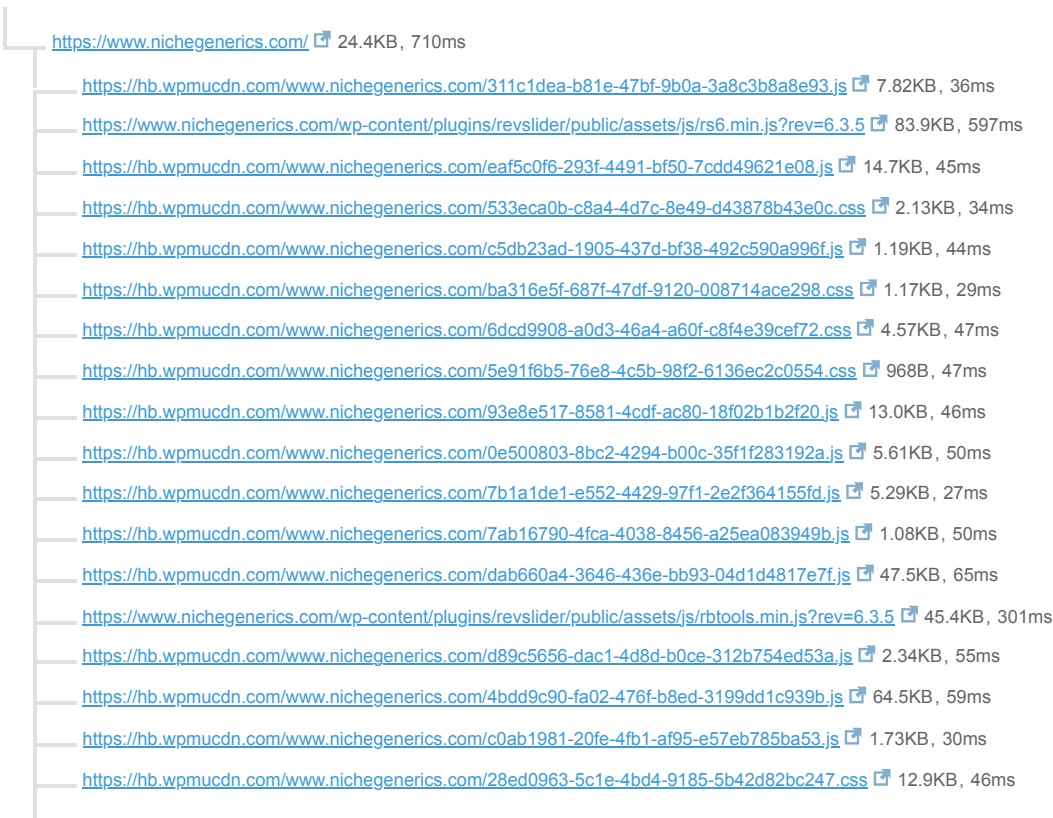 https://www.nichegenerics.com/ 24.4KB, 710ms
https://hb.wpmucdn.com/www.nichegenerics.com/311c1dea-b81e-47bf-9b0a-3a8c3b8a8e93.js 7.82KB, 36ms
https://www.nichegenerics.com/wp-content/plugins/revslider/public/assets/js/rs6.min.js?rev=6.3.5 83.9KB, 597ms
https://hb.wpmucdn.com/www.nichegenerics.com/eaf5c0f6-293f-4491-bf50-7cdd49621e08.js 14.7KB, 45ms
https://hb.wpmucdn.com/www.nichegenerics.com/533eca0b-c8a4-4d7c-8e49-d43878b43e0c.css 2.13KB, 34ms
https://hb.wpmucdn.com/www.nichegenerics.com/c5db23ad-1905-437d-bf38-492c590a996f.js 1.19KB, 44ms
https://hb.wpmucdn.com/www.nichegenerics.com/ba316e5f-687f-47df-9120-008714ace298.css 1.17KB, 29ms
https://hb.wpmucdn.com/www.nichegenerics.com/6dcd9908-a0d3-46a4-a60f-c8f4e39cef72.css 4.57KB, 47ms
https://hb.wpmucdn.com/www.nichegenerics.com/5e91f6b5-76e8-4c5b-98f2-6136ec2c0554.css 968B, 47ms
https://hb.wpmucdn.com/www.nichegenerics.com/93e8e517-8581-4cdf-ac80-18f02b1b2f20.js 13.0KB, 46ms
https://hb.wpmucdn.com/www.nichegenerics.com/0e500803-8bc2-4294-b00c-35f1f283192a.js 5.61KB, 50ms
https://hb.wpmucdn.com/www.nichegenerics.com/7b1a1de1-e552-4429-97f1-2e2f364155fd.js 5.29KB, 27ms
https://hb.wpmucdn.com/www.nichegenerics.com/7ab16790-4fca-4038-8456-a25ea083949b.js 1.08KB, 50ms
https://hb.wpmucdn.com/www.nichegenerics.com/dab660a4-3646-436e-bb93-04d1d4817e7f.js 47.5KB, 65ms
https://www.nichegenerics.com/wp-content/plugins/revslider/public/assets/js/rbtools.min.js?rev=6.3.5 45.4KB, 301ms
https://hb.wpmucdn.com/www.nichegenerics.com/d89c5656-dac1-4d8d-b0ce-312b754ed53a.js 2.34KB, 55ms
https://hb.wpmucdn.com/www.nichegenerics.com/4bdd9c90-fa02-476f-b8ed-3199dd1c939b.js 64.5KB, 59ms
https://hb.wpmucdn.com/www.nichegenerics.com/c0ab1981-20fe-4fb1-af95-e57eb785ba53.js 1.73KB, 30ms
https://hb.wpmucdn.com/www.nichegenerics.com/28ed0963-5c1e-4bd4-9185-5b42d82bc247.css 12.9KB, 46ms